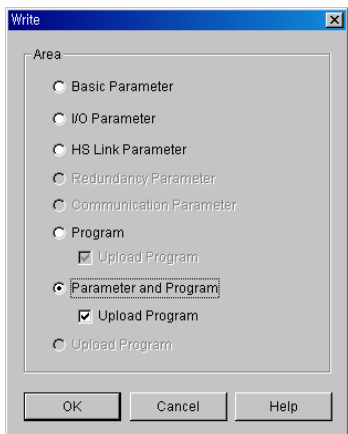 Write
Area
Basic Parameter
I/O Parameter
HS Link Parameter
Redundancy Parameter
Communication Parameter
Program
Upload Program
Parameter and Program
Upload Program
Upload Program
OK Cancel Help